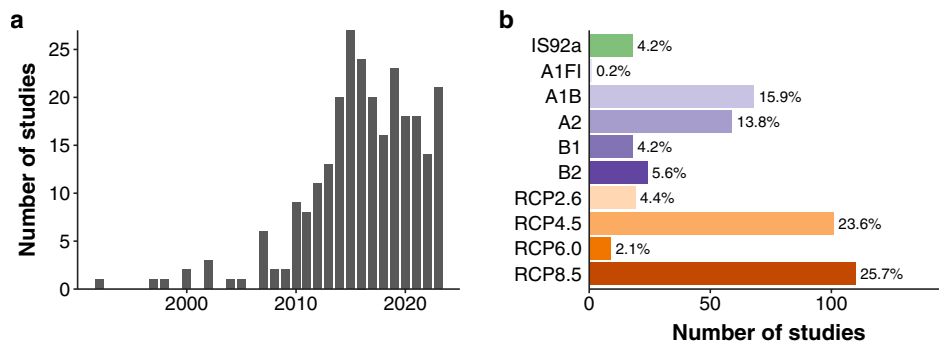 a
Number of studies
25
20
15
10
5
0
2000
2010
2020
b
IS92a
4.2%
A1FI
0.2%
A1B
15.9%
A2
13.8%
B1
4.2%
B2
5.6%
RCP2.6
4.4%
RCP4.5
23.6%
RCP6.0
2.1%
RCP8.5
25.7%
0
50
100
Number of studies